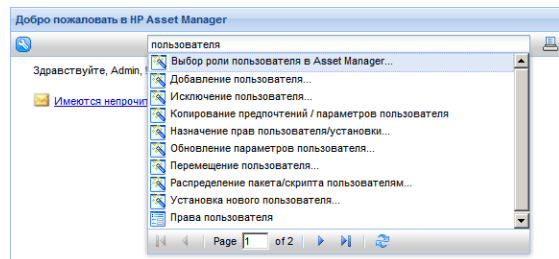 Добро пожаловать в HP Asset Manager
пользователя
Здравствуйте, Admin,
Имеются непрочит
Выбор роли пользователя в Asset Manager...
Добавление пользователя...
Исключение пользователя...
Копирование предпочтений / параметров пользователя
Назначение прав пользователя/установки...
Обновление параметров пользователя...
Перемещение пользователя...
Распределение пакета/скрипта пользователям...
Установка нового пользователя...
Права пользователя
Page 1 of 2